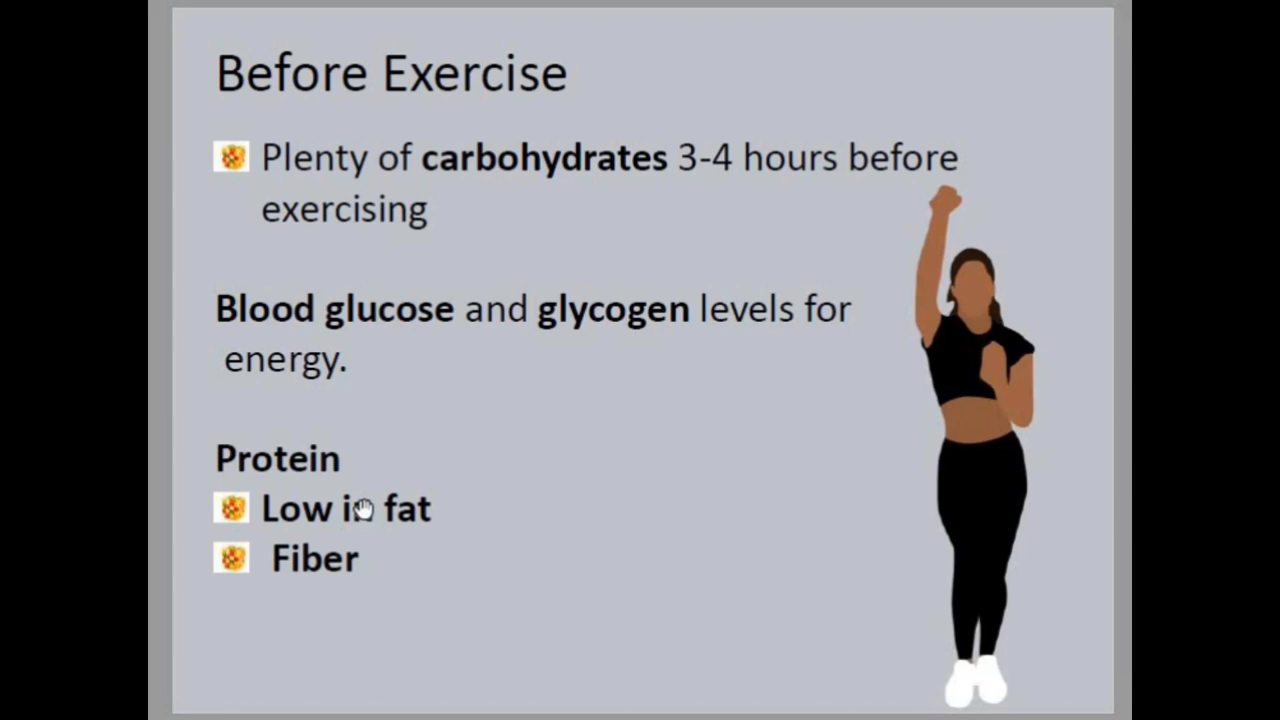 Before Exercise
Plenty of carbohydrates 3-4 hours before
exercising
Blood glucose and glycogen levels for
energy.
Protein
Low in fat
Fiber